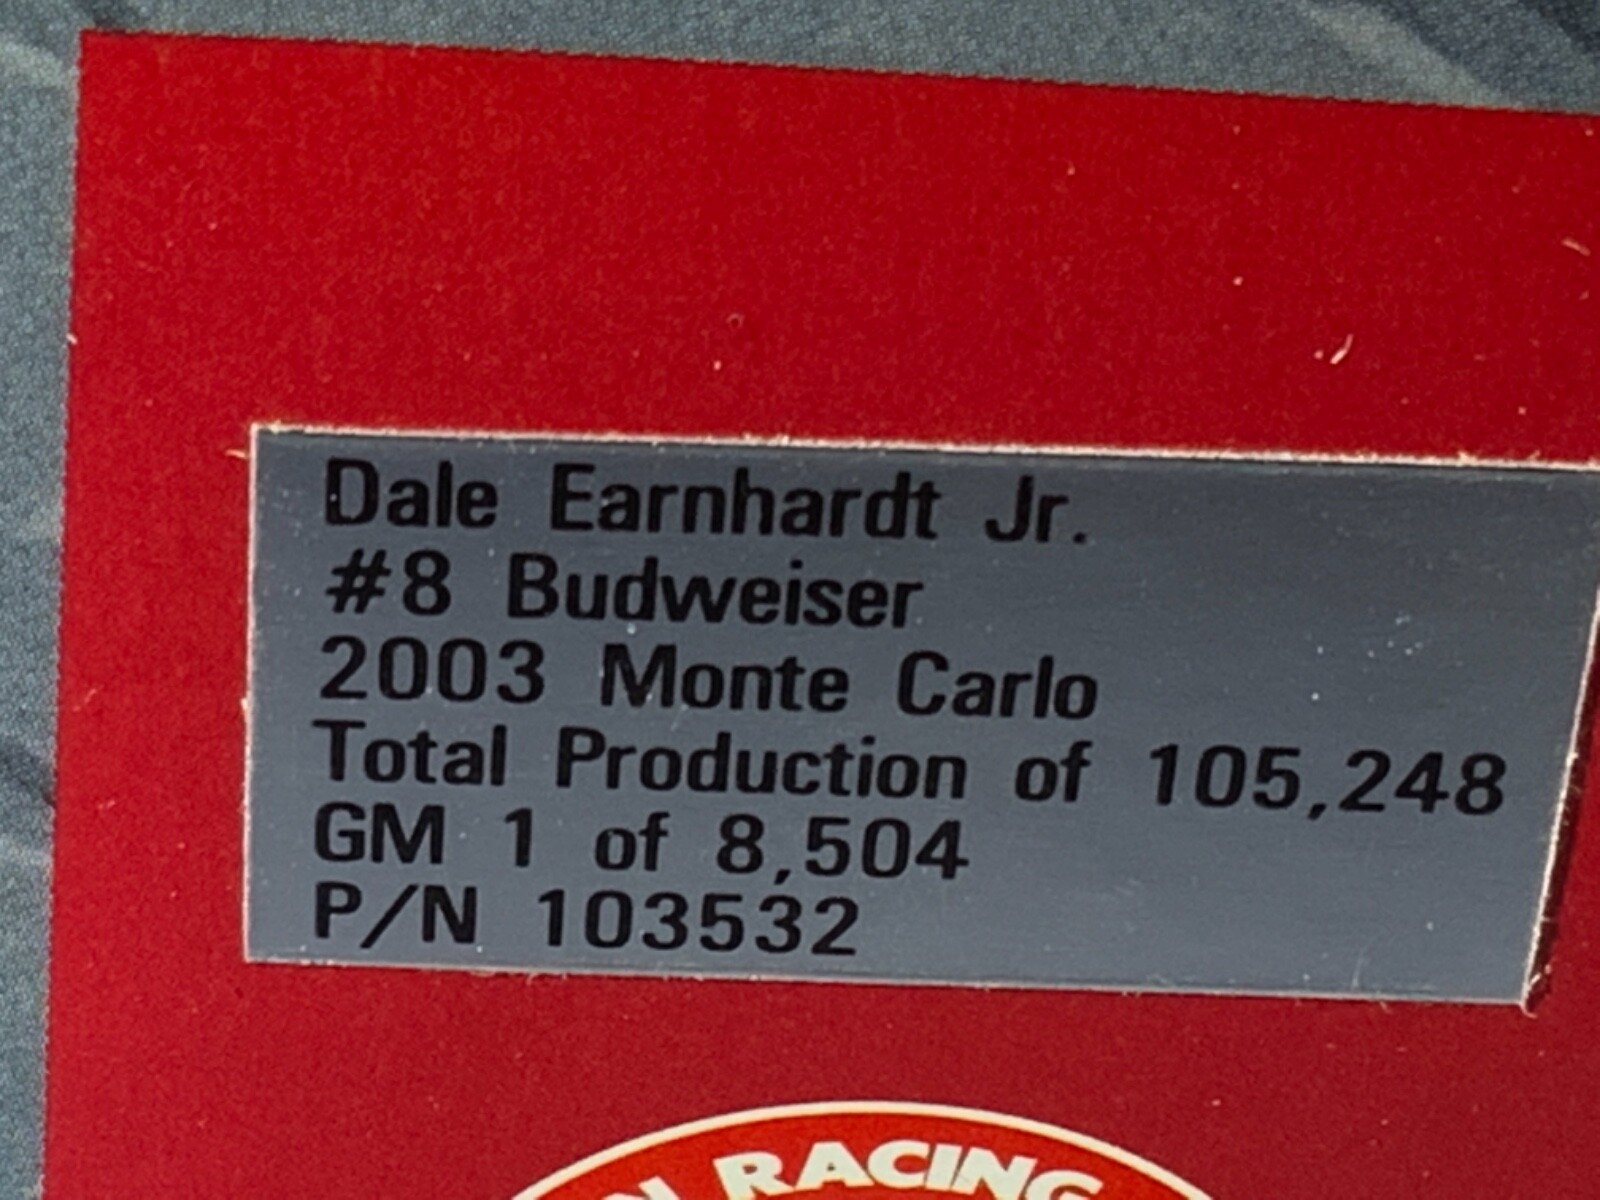 Dale Earnhardt Jr.
#8 Budweiser
2003 Monte Carlo
Total Production of 105,248
GM 1 of 8,504
P/N 103532
RACING